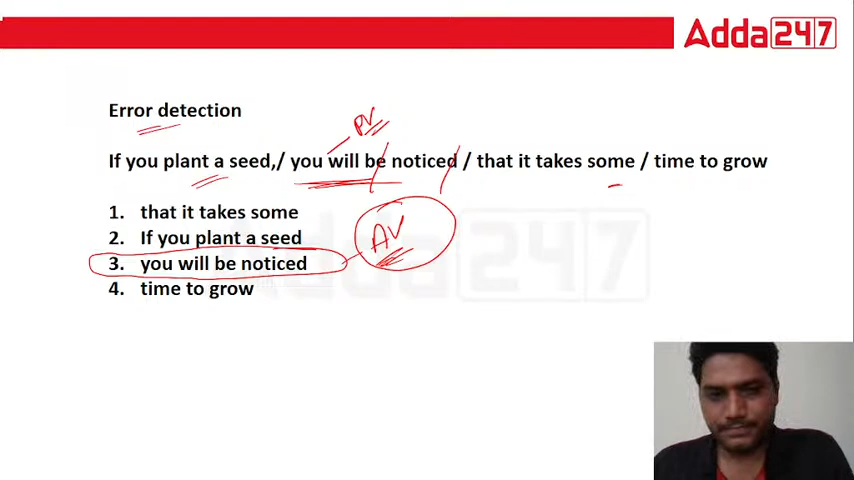 Adda247
Error detection
PV
If you plant a seed,/ you will be noticed / that it takes some / time to grow
1. that it takes some
2. If you plant a seed
AV
3. you will be noticed
4. time to grow
Adda247